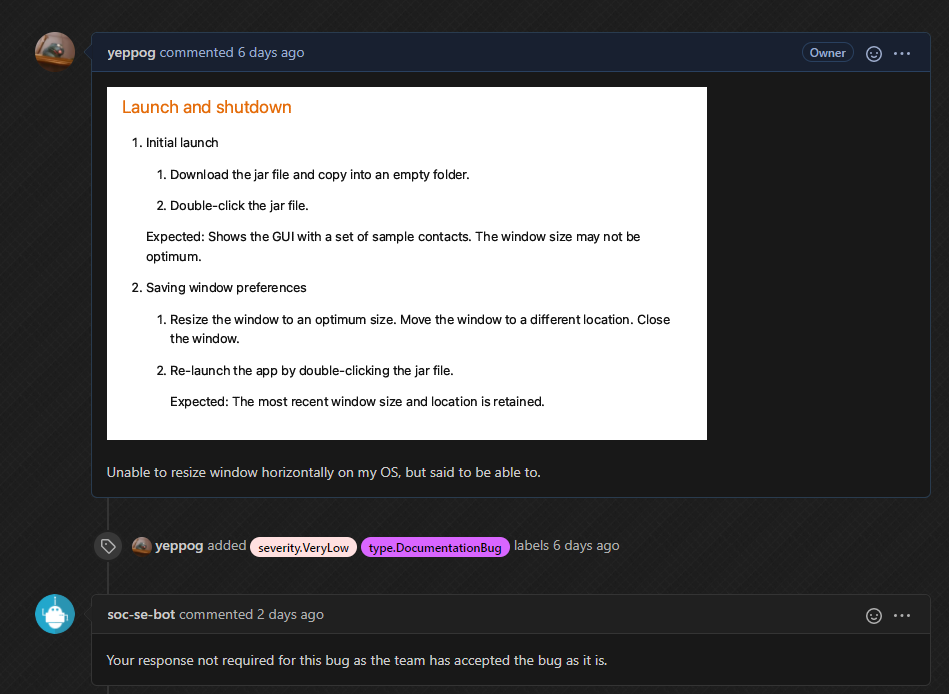 yeppog commented 6 days ago
Owner
Launch and shutdown
1. Initial launch
1. Download the jar file and copy into an empty folder.
2. Double-click the jar file.
Expected: Shows the GUI with a set of sample contacts. The window size may not be
optimum.
2. Saving window preferences
1. Resize the window to an optimum size. Move the window to a different location. Close
the window.
2. Re-launch the app by double-clicking the jar file.
Expected: The most recent window size and location is retained.
Unable to resize window horizontally on my OS, but said to be able to.
yeppog added severity.VeryLow type.DocumentationBug labels 6 days ago
soc-se-bot commented 2 days ago
Your response not required for this bug as the team has accepted the bug as it is.